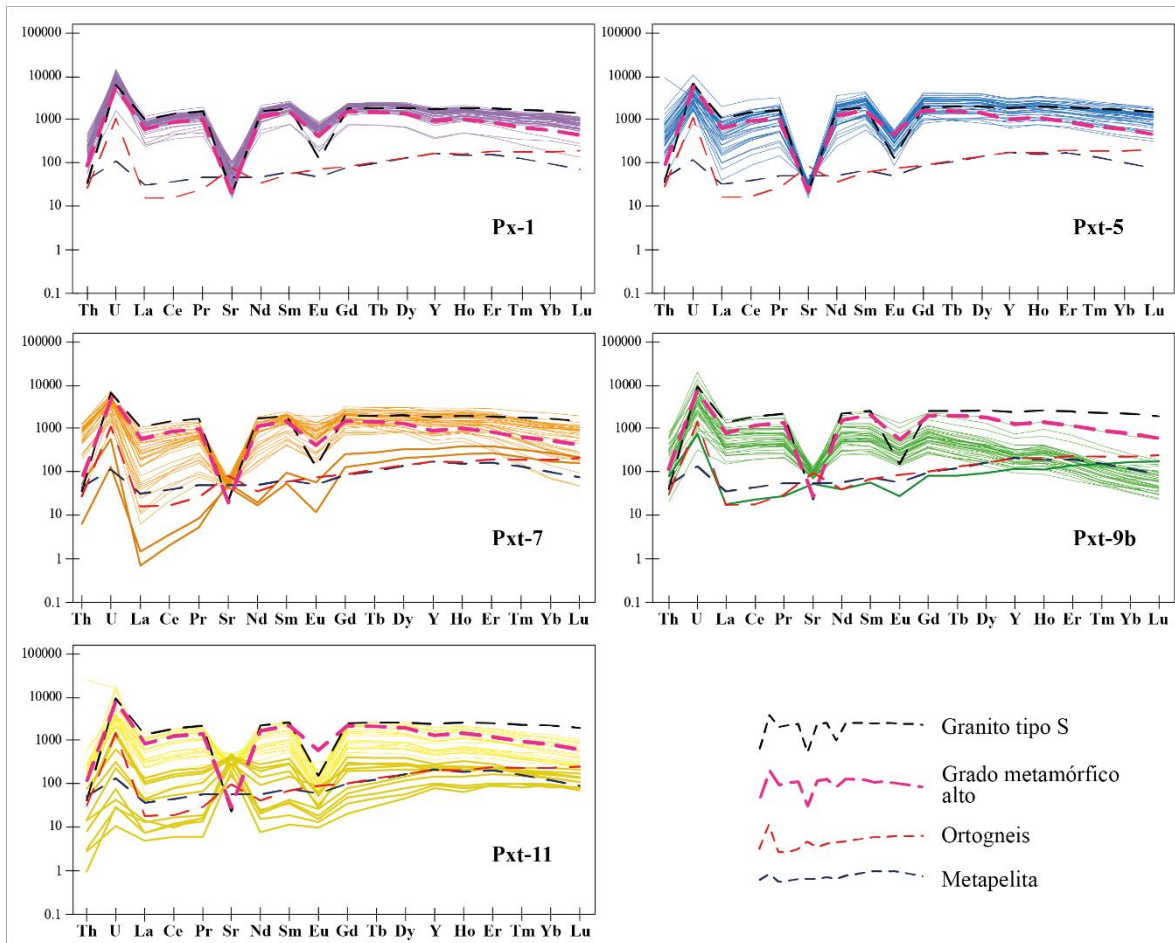 100000
10000
1000
100
10
1
0.1
Px-1
Th U La Ce Pr Sr Nd Sm Eu Gd Tb Dy Y Ho Er Tm Yb Lu
100000
10000
1000
100
10
1
0.1
Pxt-5
Th U La Ce Pr Sr Nd Sm Eu Gd Tb Dy Y Ho Er Tm Yb Lu
100000
10000
1000
100
10
1
0.1
Pxt-7
Th U La Ce Pr Sr Nd Sm Eu Gd Tb Dy Y Ho Er Tm Yb Lu
100000
10000
1000
100
10
1
0.1
Pxt-9b
Th U La Ce Pr Sr Nd Sm Eu Gd Tb Dy Y Ho Er Tm Yb Lu
100000
10000
1000
100
10
1
0.1
Pxt-11
Th U La Ce Pr Sr Nd Sm Eu Gd Tb Dy Y Ho Er Tm Yb Lu
Granito tipo S
Grado metamórfico
alto
Ortogneis
Metapelita